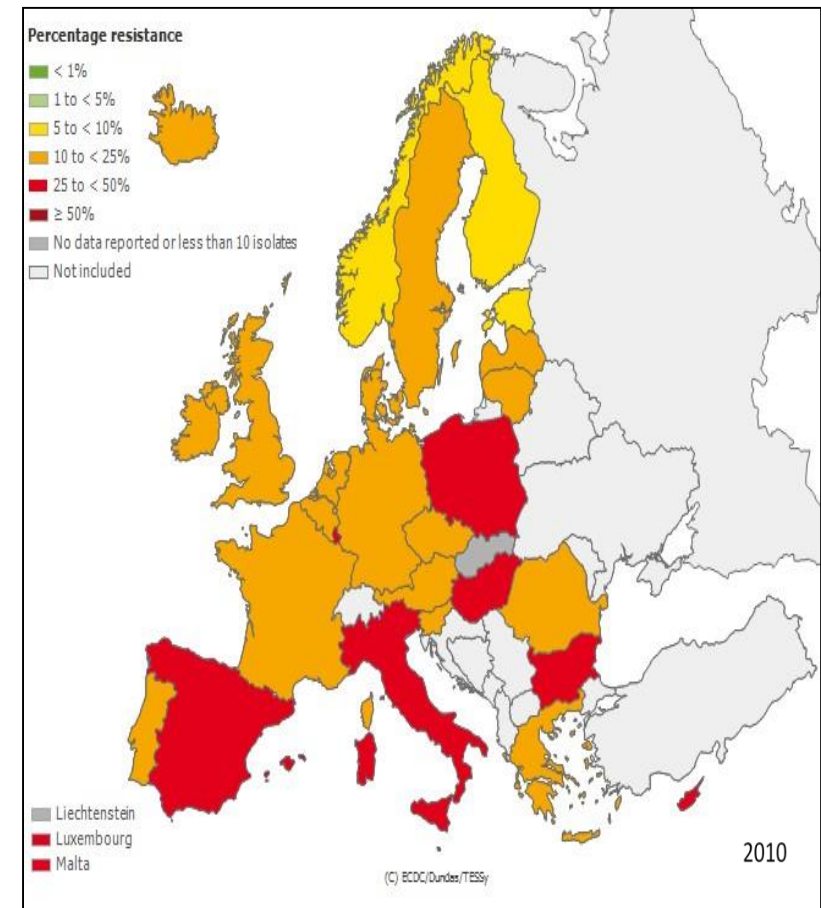 Percentage resistance
< 1%
1 to < 5%
5 to < 10%
10 to < 25%
25 to < 50%
≥ 50%
No data reported or less than 10 isolates
Not included
Liechtenstein
Luxembourg
Malta
2010
(C) ECDC/Dundas/TESSy